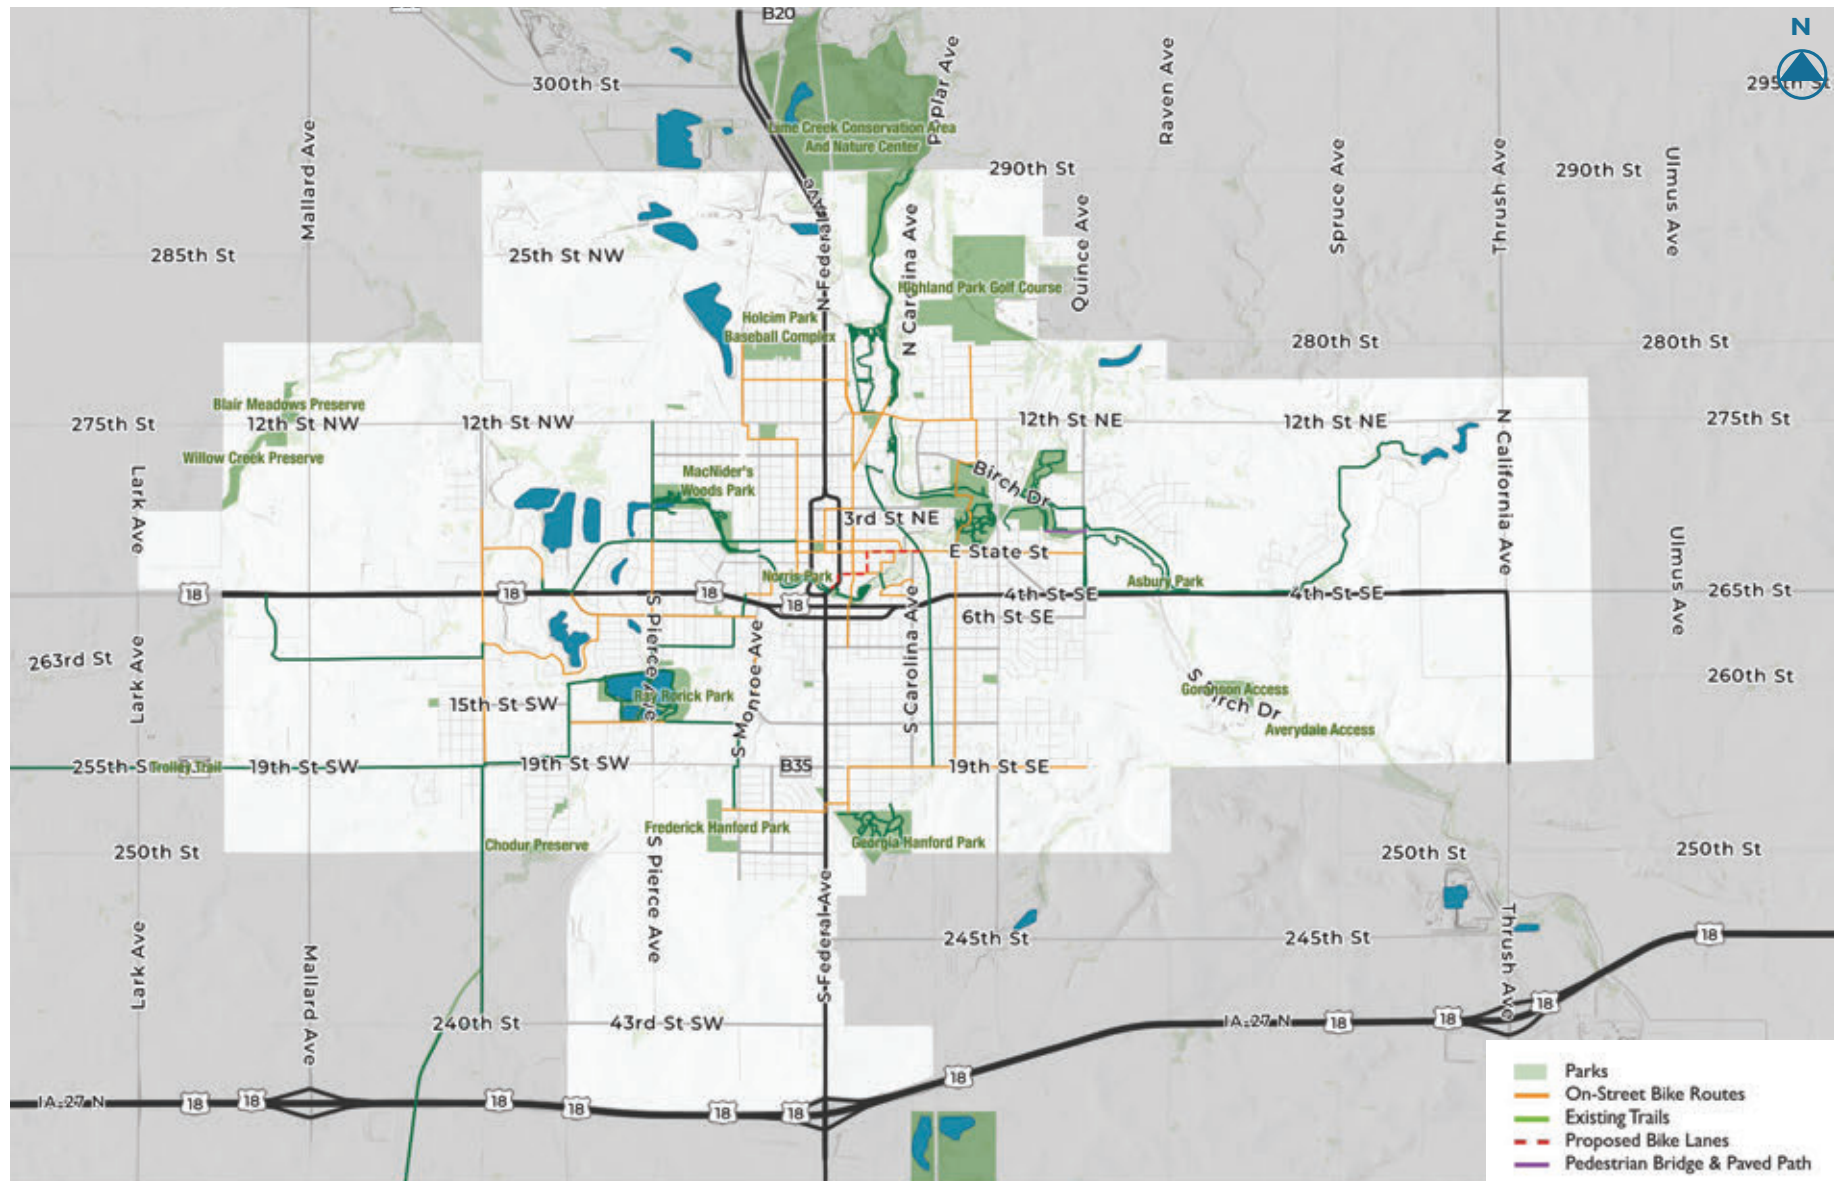 B20
N
300th St
Poplar Ave
Raven Ave
295th St
Mallard Ave
Lime Creek Conservation Area
And Nature Center
290th St
Spruce Ave
Thrush Ave
290th St
Ulmus Ave
285th St
25th St NW
N Federal Ave
N Carolina Ave
Quince Ave
Highland Park Golf Course
Holcim Park
Baseball Complex
280th St
280th St
Blair Meadows Preserve
275th St
12th St NW
12th St NW
12th St NE
12th St NE
275th St
Willow Creek Preserve
MacNider's
Woods Park
Birch Dr
N California Ave
Lark Ave
3rd St NE
E State St
Ulmus Ave
Norris Park
Asbury Park
18
18
18
18
4th St SE
4th St SE
265th St
6th St SE
S Pierce Ave
S Monroe Ave
S Carolina Ave
263rd St
Lark Ave
260th St
Ray Rorick Park
15th St SW
S Birch Dr
Goranson Access
Averydale Access
255th S
Trolley Trail
19th St SW
19th St SW
B35
19th St SE
Frederick Hanford Park
Georgia Hanford Park
Chodur Preserve
250th St
250th St
250th St
S Pierce Ave
S Federal Ave
Lark Ave
Mallard Ave
245th St
245th St
Thrush Ave
18
240th St
43rd St SW
IA-27 N
18
18
18
IA-27 N
18
18
18
18
18
18
18
Parks
On-Street Bike Routes
Existing Trails
Proposed Bike Lanes
Pedestrian Bridge & Paved Path